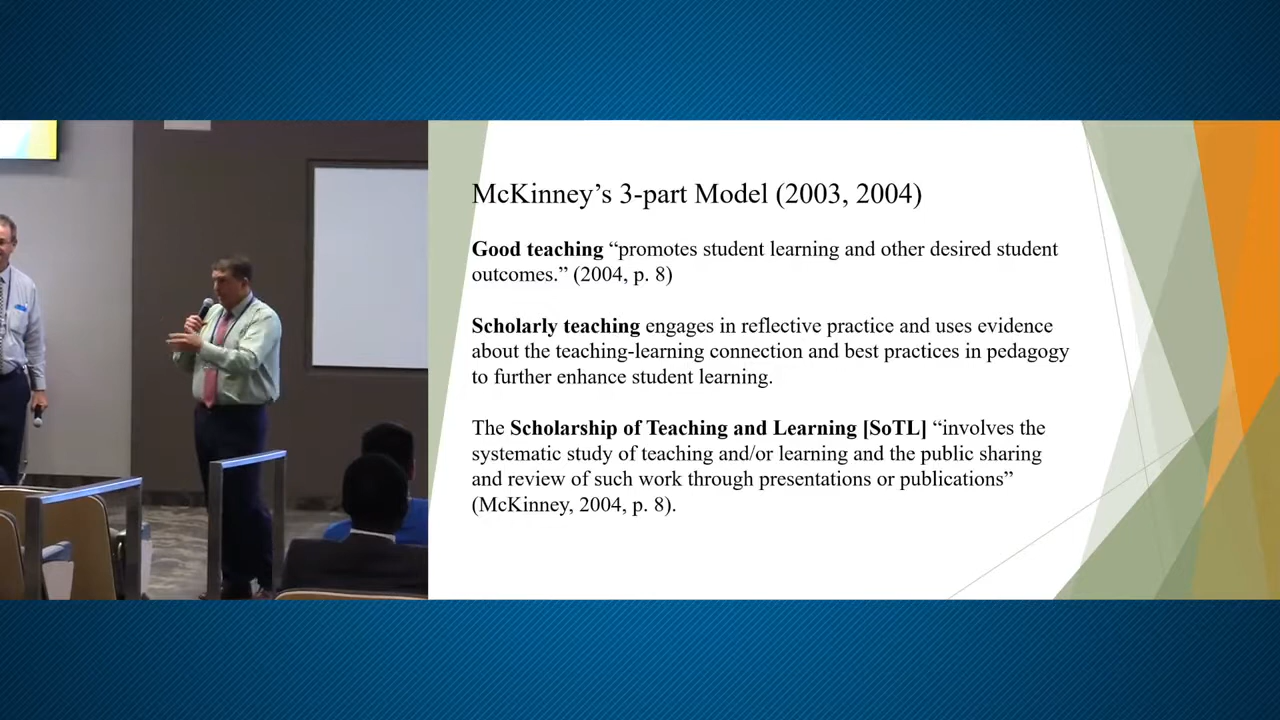 McKinney’s 3-part Model (2003, 2004)
Good teaching “promotes student learning and other desired student
outcomes.” (2004, p. 8)
Scholarly teaching engages in reflective practice and uses evidence
about the teaching-learning connection and best practices in pedagogy
to further enhance student learning.
The Scholarship of Teaching and Learning [SoTL] “involves the
systematic study of teaching and/or learning and the public sharing
and review of such work through presentations or publications”
(McKinney, 2004, p. 8).